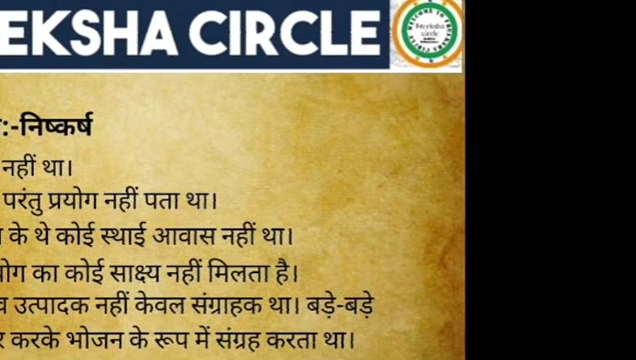 EKSHA CIRCLE
:-निष्कर्ष
नहीं था।
परंतु प्रयोग नहीं पता था।
के थे कोई स्थाई आवास नहीं था।
का कोई साक्ष्य नहीं मिलता है।
उत्पादक नहीं केवल संग्राहक था। बड़े-बड़े
करके भोजन के रूप में संग्रह करता था।